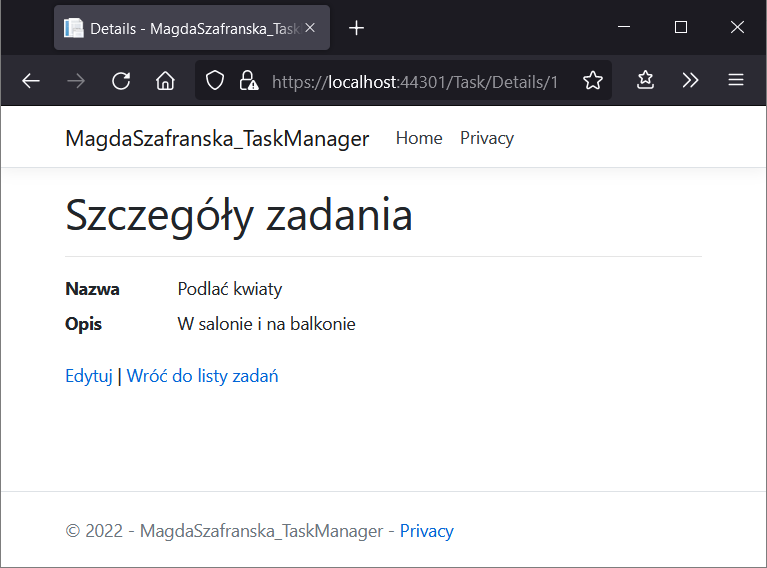 Details - MagdaSzafranska_Task
https://localhost:44301/Task/Details/1
MagdaSzafranska_TaskManager Home Privacy
Szczegóły zadania
Nazwa Podlać kwiaty
Opis W salonie i na balkonie
Edytuj | Wróć do listy zadań
© 2022 - MagdaSzafranska_TaskManager - Privacy